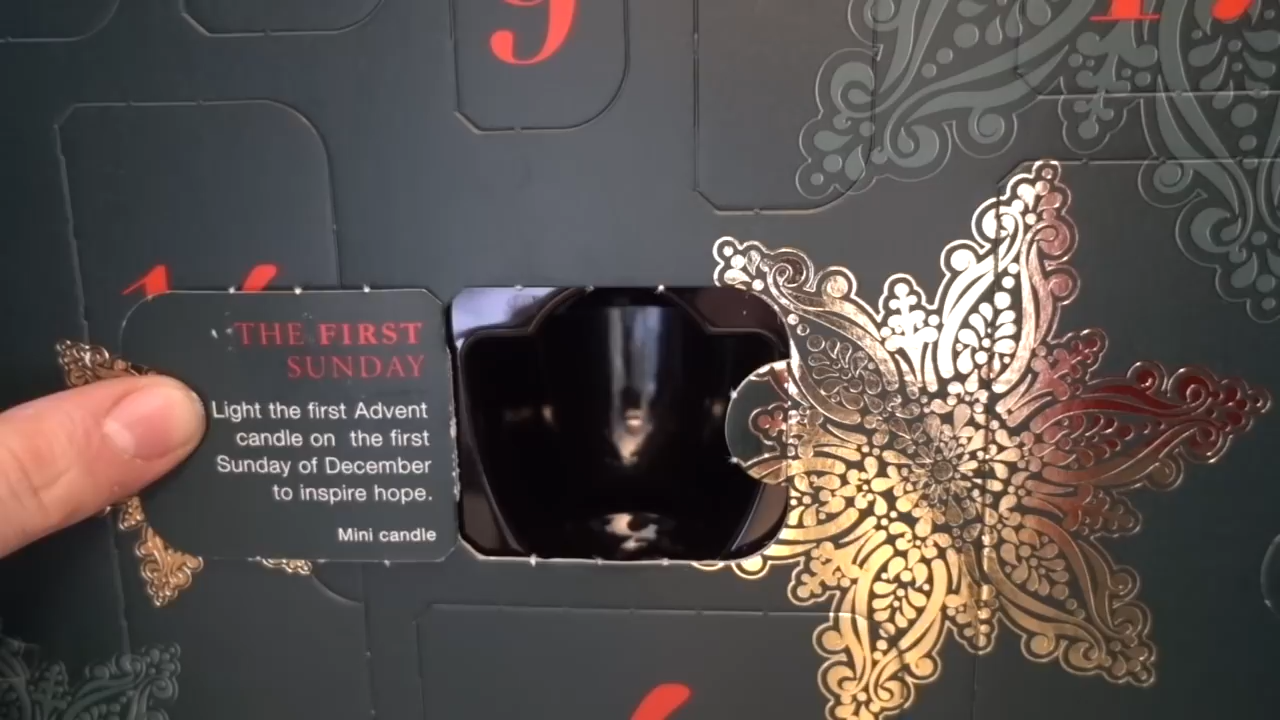 9
THE FIRST
SUNDAY
Light the first Advent
candle on the first
Sunday of December
to inspire hope.
Mini candle